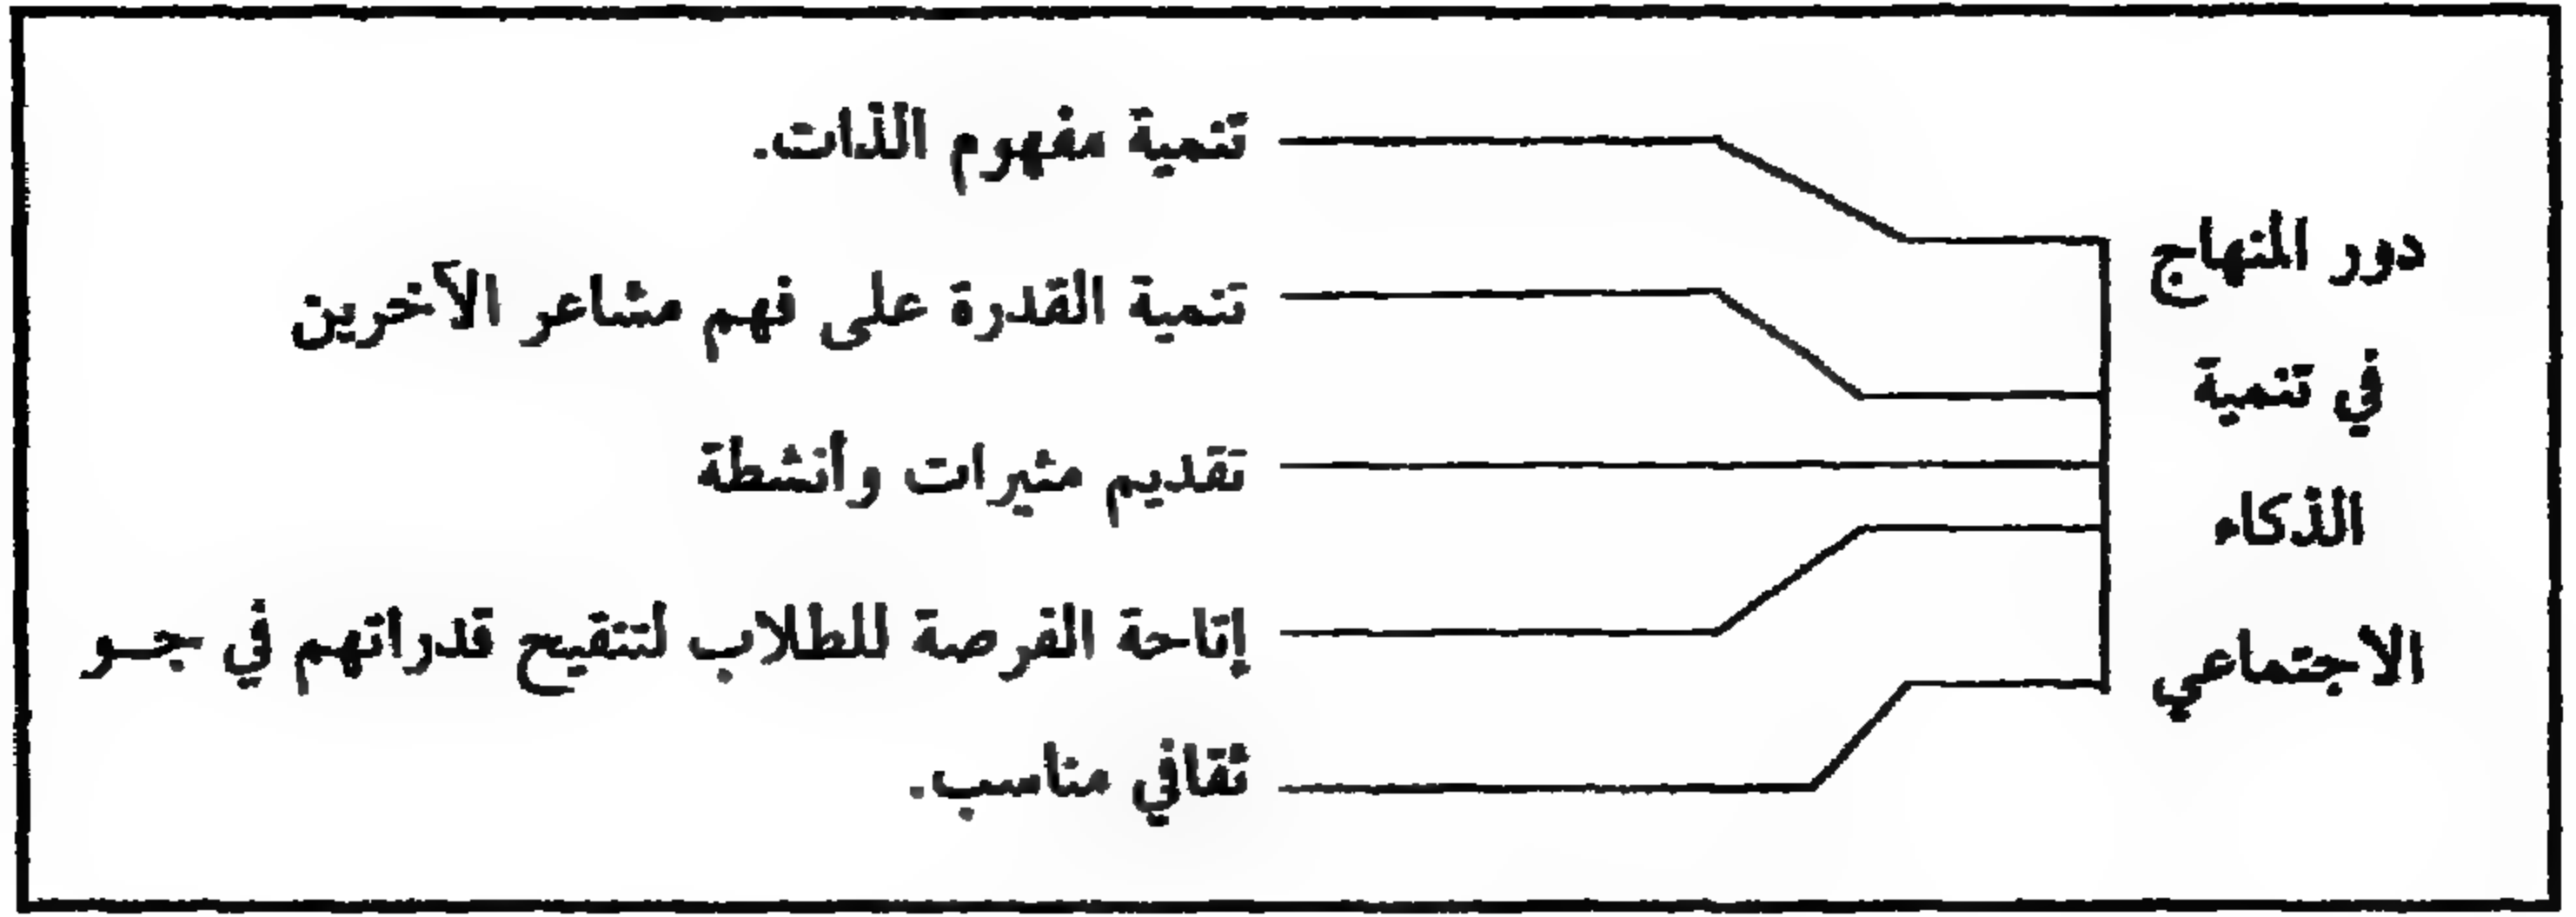 دور المنهاج
في تنمية
الذكاء
الاجتماعي
تنمية مفهوم الذات.
تنمية القدرة على فهم مشاعر الآخرين
تقديم مثيرات وأنشطة
إتاحة الفرصة للطلاب لتنقيح قدراتهم في جـو
ثقافي مناسب.